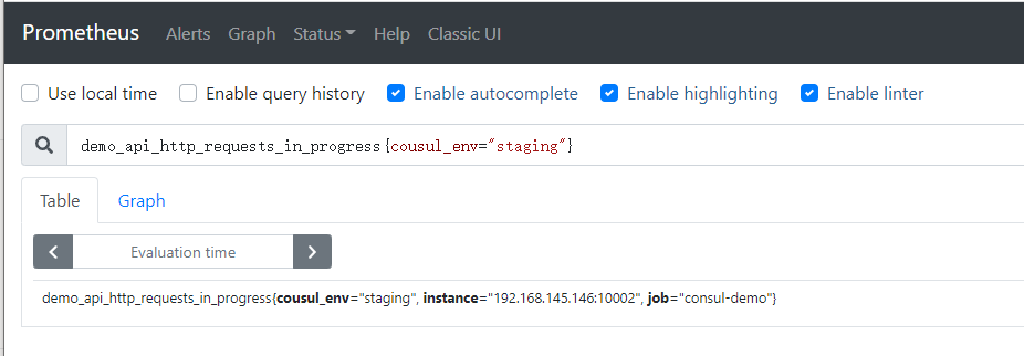 Prometheus Alerts Graph Status Help Classic UI
Use local time Enable query history Enable autocomplete Enable highlighting Enable linter
demo_api_http_requests_in_progress{cousul_env="staging"}
Table Graph
Evaluation time
demo_api_http_requests_in_progress{cousul_env="staging", instance="192.168.145.146:10002", job="consul-demo"}